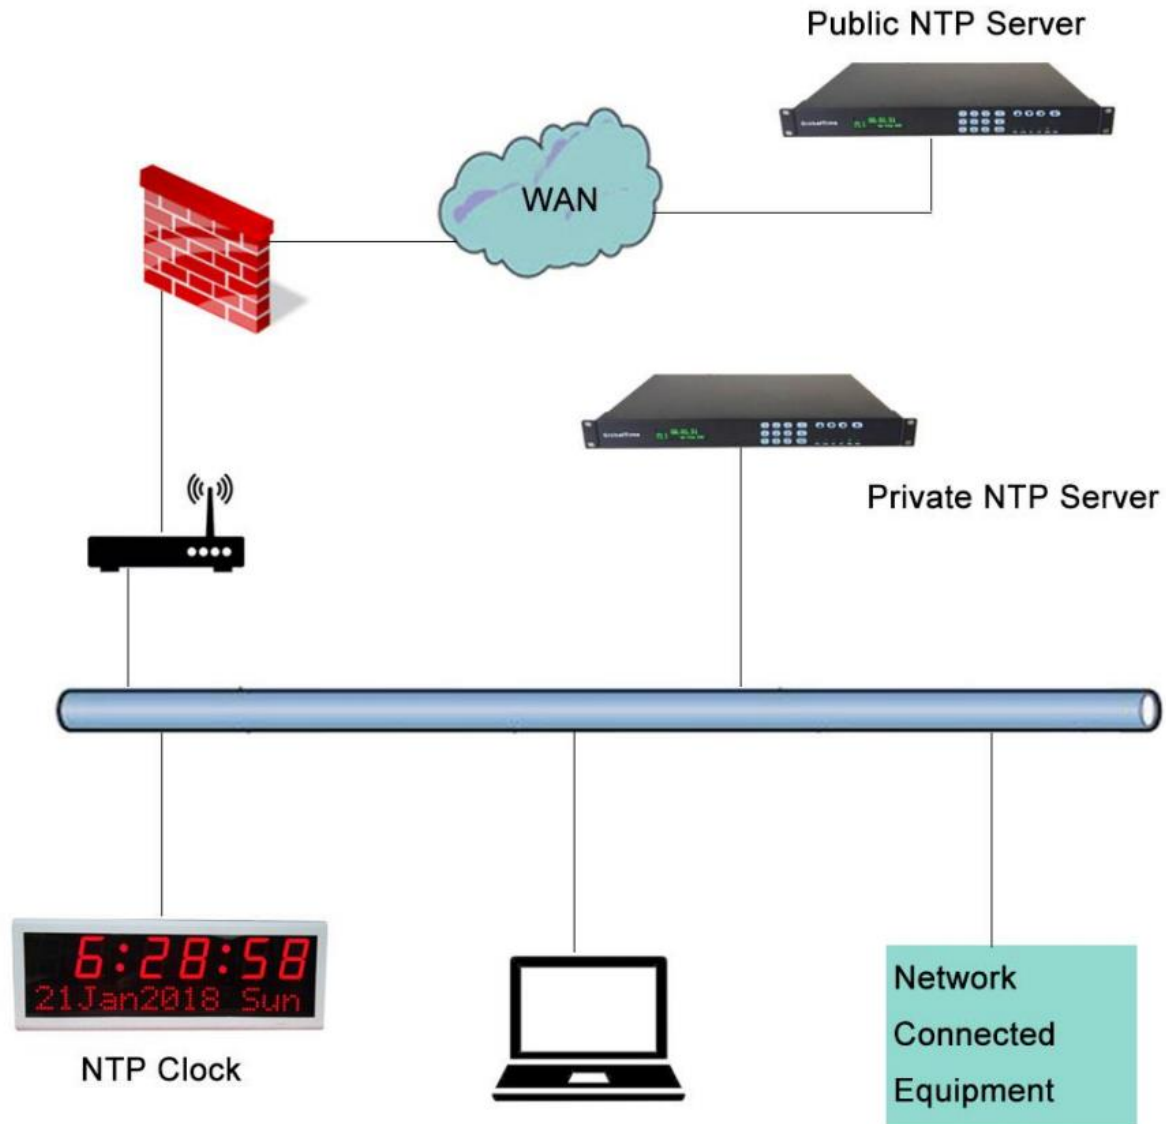 Public NTP Server
WAN
Private NTP Server
6:28:58
21Jan2018 Sun
NTP Clock
Network
Connected
Equipment